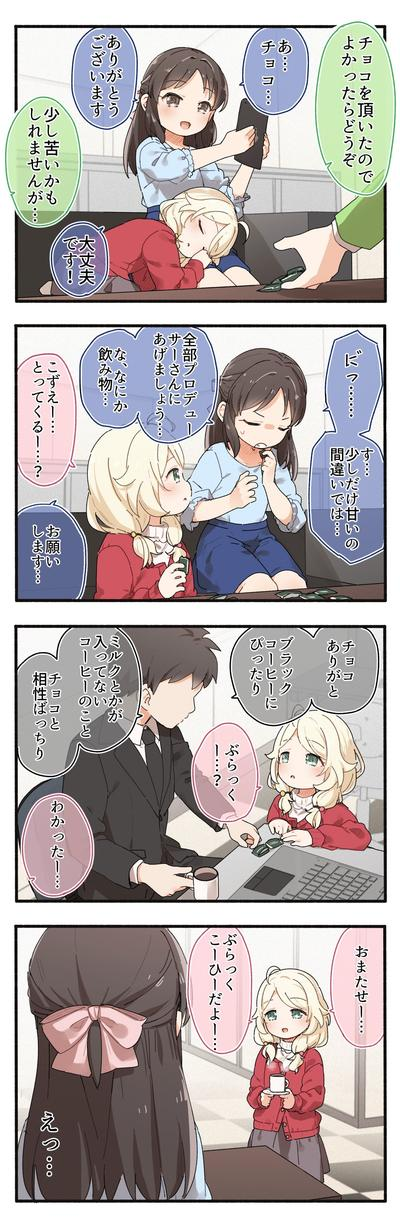 チョコを頂いたので
よかったらどうぞ
あ…
チョコ…
ありがとう
ございます
少し苦いかも
しれませんが…
大丈夫
です！
ビっ……
す…
少しだけ甘いの
間違いでは…
全部プロデュー
サーさんに
あげましょう…
な、なにか
飲み物…
こずえー…
とってくるー…？
お願い
します…
チョコ
ありがと
ブラック
コーヒーに
ぴったり
ぶらっく
ー…？
ミルクとかが
入ってない
コーヒーのこと
チョコと
相性ばっちり
わかったー…
おまたせー…
ぶらっく
こーひーだよー…
えっ…